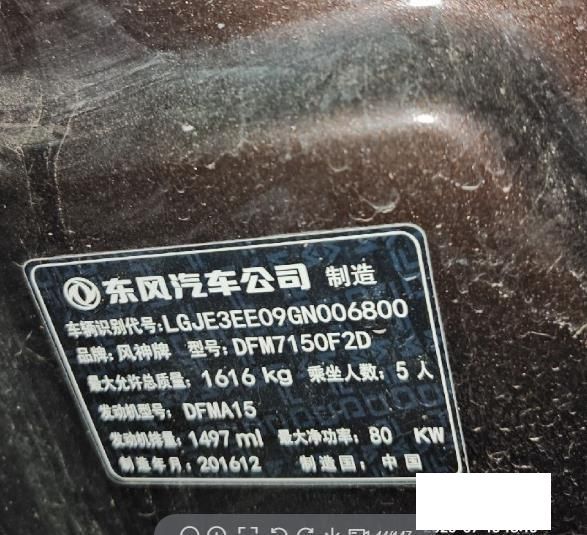 东风汽车公司 制造
车辆识别代号:LGJE3EE09GN006800
品牌:风神牌 型号:DFM7150F2D
最大允许总质量:1616 kg 乘坐人数:5 人
发动机型号:DFMA15
发动机排量:1497 ml 最大净功率:80 KW
制造年月:201612 制造国:中国